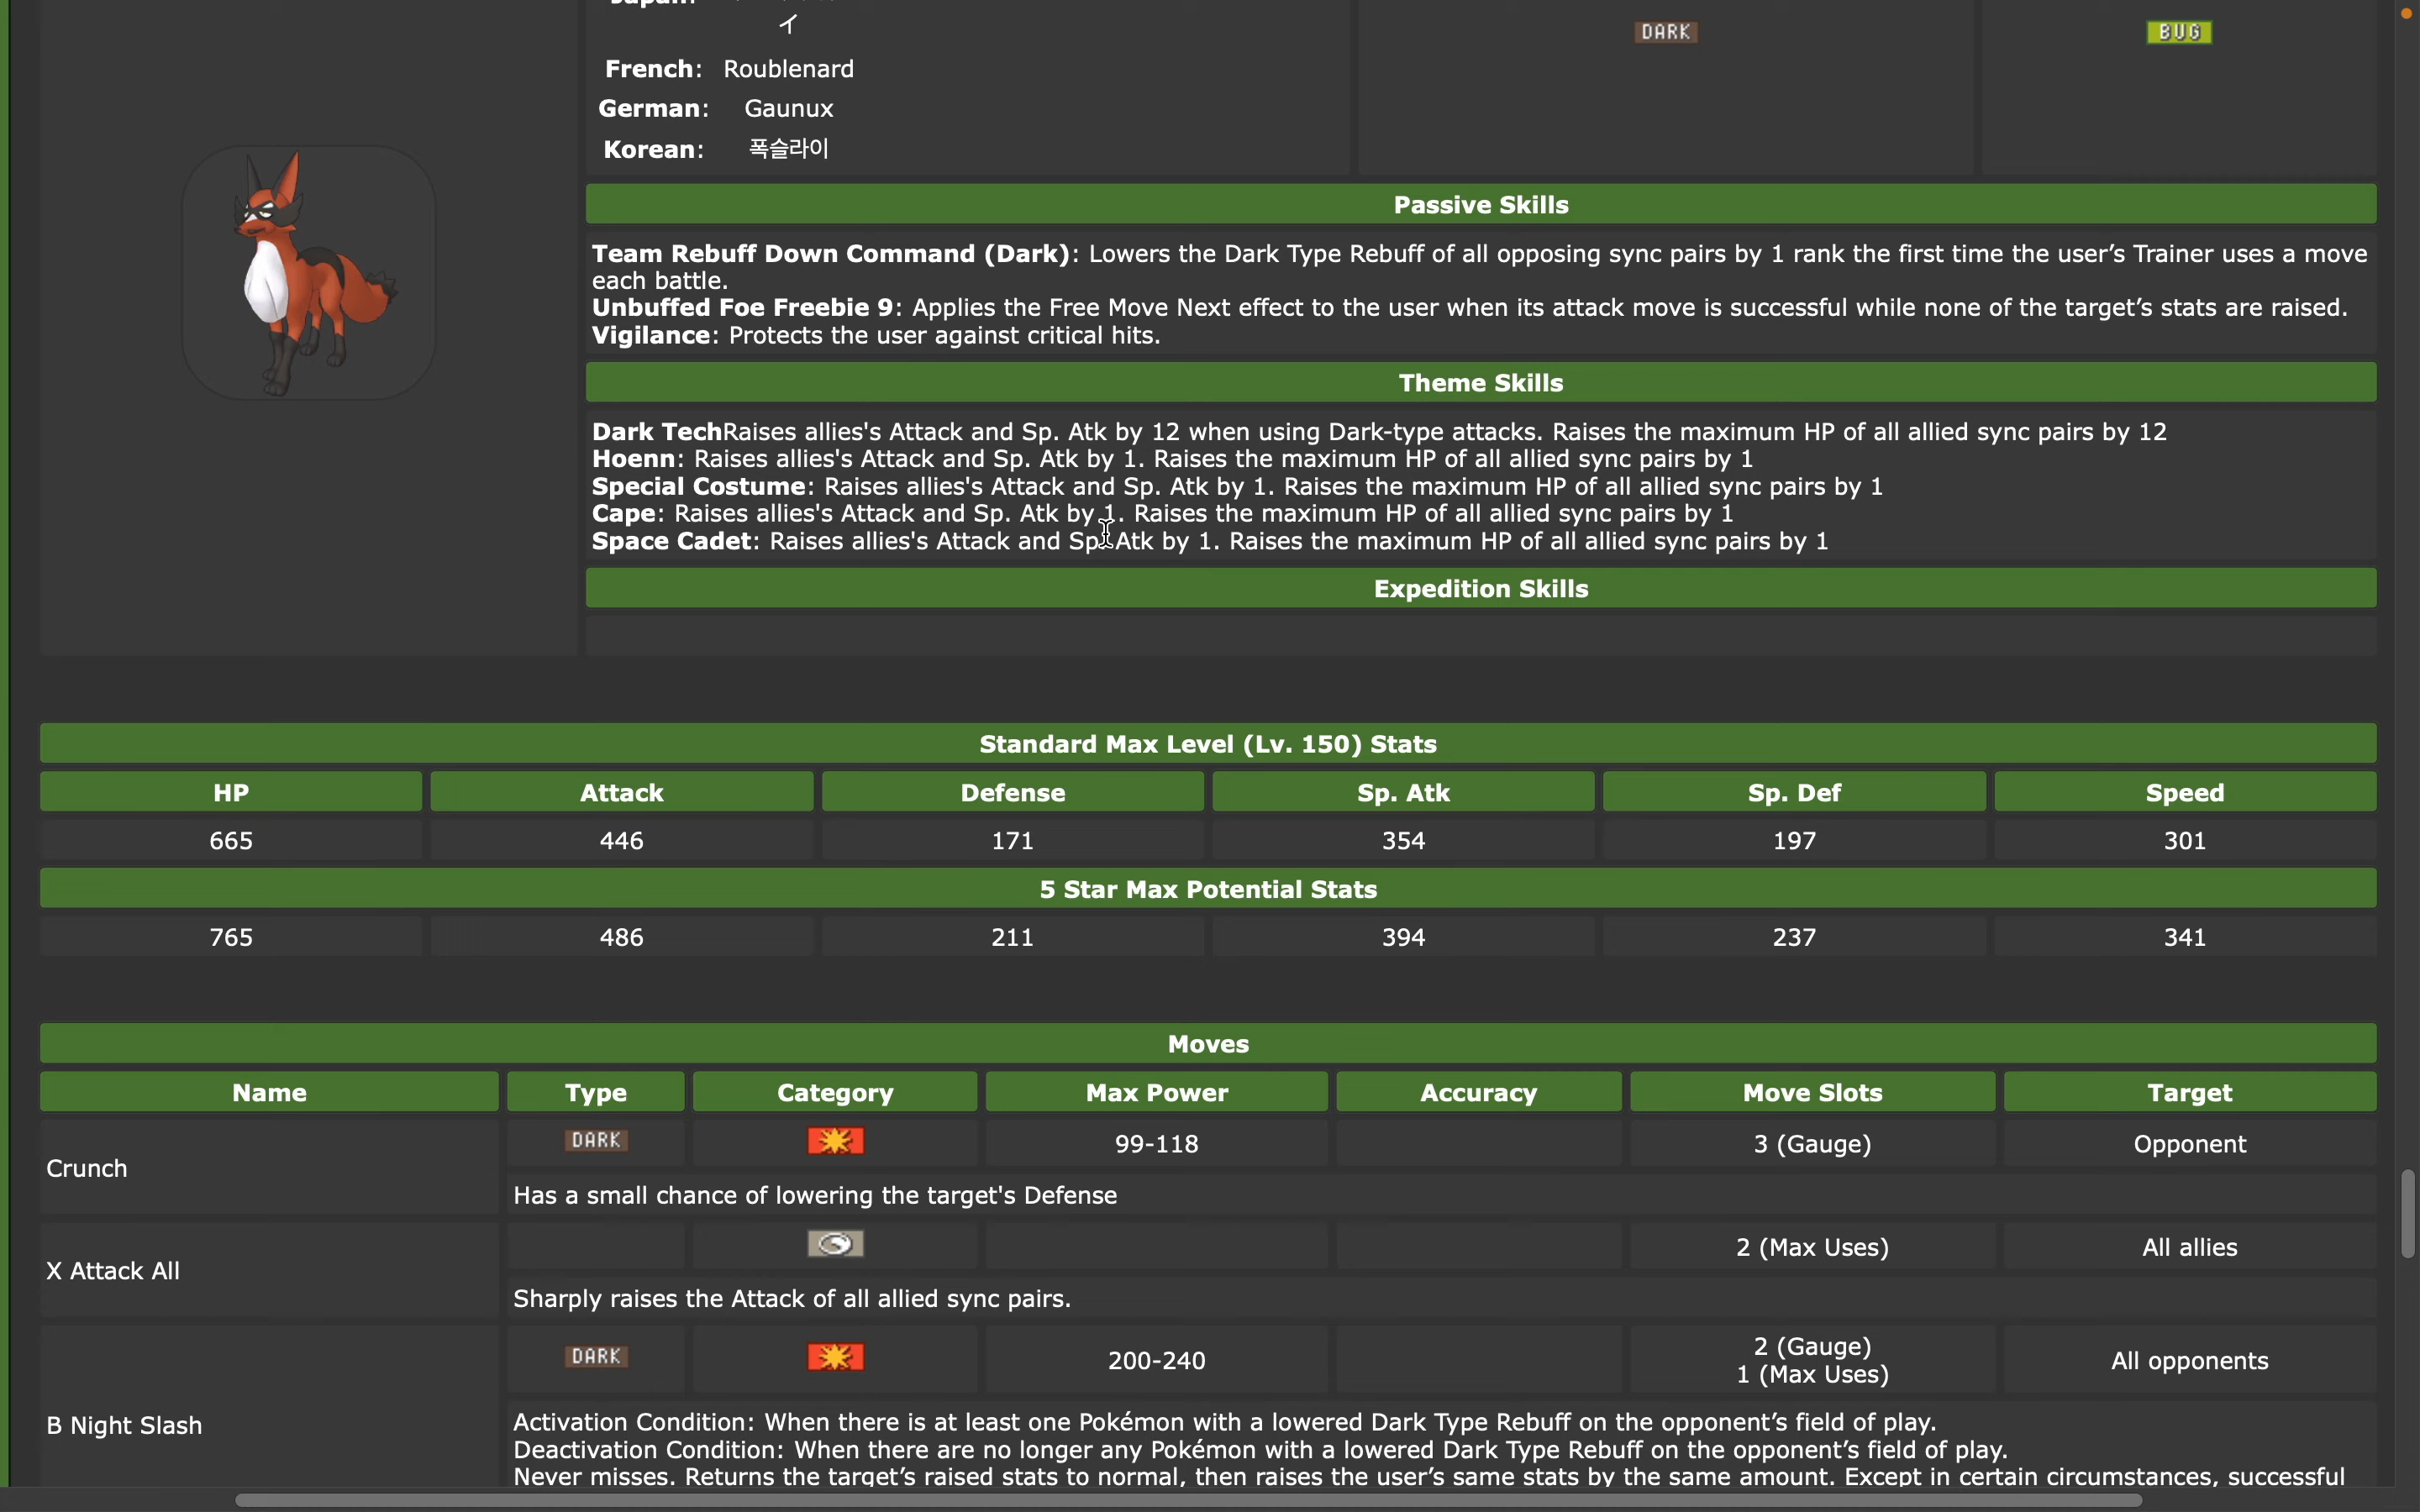 イ
DARK
BUG
French: Roublenard
German: Gaunux
Korean: 폭슬라이
Passive Skills
Team Rebuff Down Command (Dark): Lowers the Dark Type Rebuff of all opposing sync pairs by 1 rank the first time the user’s Trainer uses a move
each battle.
Unbuffed Foe Freebie 9: Applies the Free Move Next effect to the user when its attack move is successful while none of the target’s stats are raised.
Vigilance: Protects the user against critical hits.
Theme Skills
Dark TechRaises allies's Attack and Sp. Atk by 12 when using Dark-type attacks. Raises the maximum HP of all allied sync pairs by 12
Hoenn: Raises allies's Attack and Sp. Atk by 1. Raises the maximum HP of all allied sync pairs by 1
Special Costume: Raises allies's Attack and Sp. Atk by 1. Raises the maximum HP of all allied sync pairs by 1
Cape: Raises allies's Attack and Sp. Atk by 1. Raises the maximum HP of all allied sync pairs by 1
Space Cadet: Raises allies's Attack and Sp. Atk by 1. Raises the maximum HP of all allied sync pairs by 1
Expedition Skills
Standard Max Level (Lv. 150) Stats
HP Attack Defense Sp. Atk Sp. Def Speed
665 446 171 354 197 301
5 Star Max Potential Stats
765 486 211 394 237 341
Moves
Name Type Category Max Power Accuracy Move Slots Target
Crunch DARK 99-118 3 (Gauge) Opponent
Has a small chance of lowering the target's Defense
X Attack All 2 (Max Uses) All allies
Sharply raises the Attack of all allied sync pairs.
B Night Slash DARK 200-240 2 (Gauge) All opponents
1 (Max Uses)
Activation Condition: When there is at least one Pokémon with a lowered Dark Type Rebuff on the opponent’s field of play.
Deactivation Condition: When there are no longer any Pokémon with a lowered Dark Type Rebuff on the opponent’s field of play.
Never misses. Returns the target’s raised stats to normal, then raises the user’s same stats by the same amount. Except in certain circumstances, successful